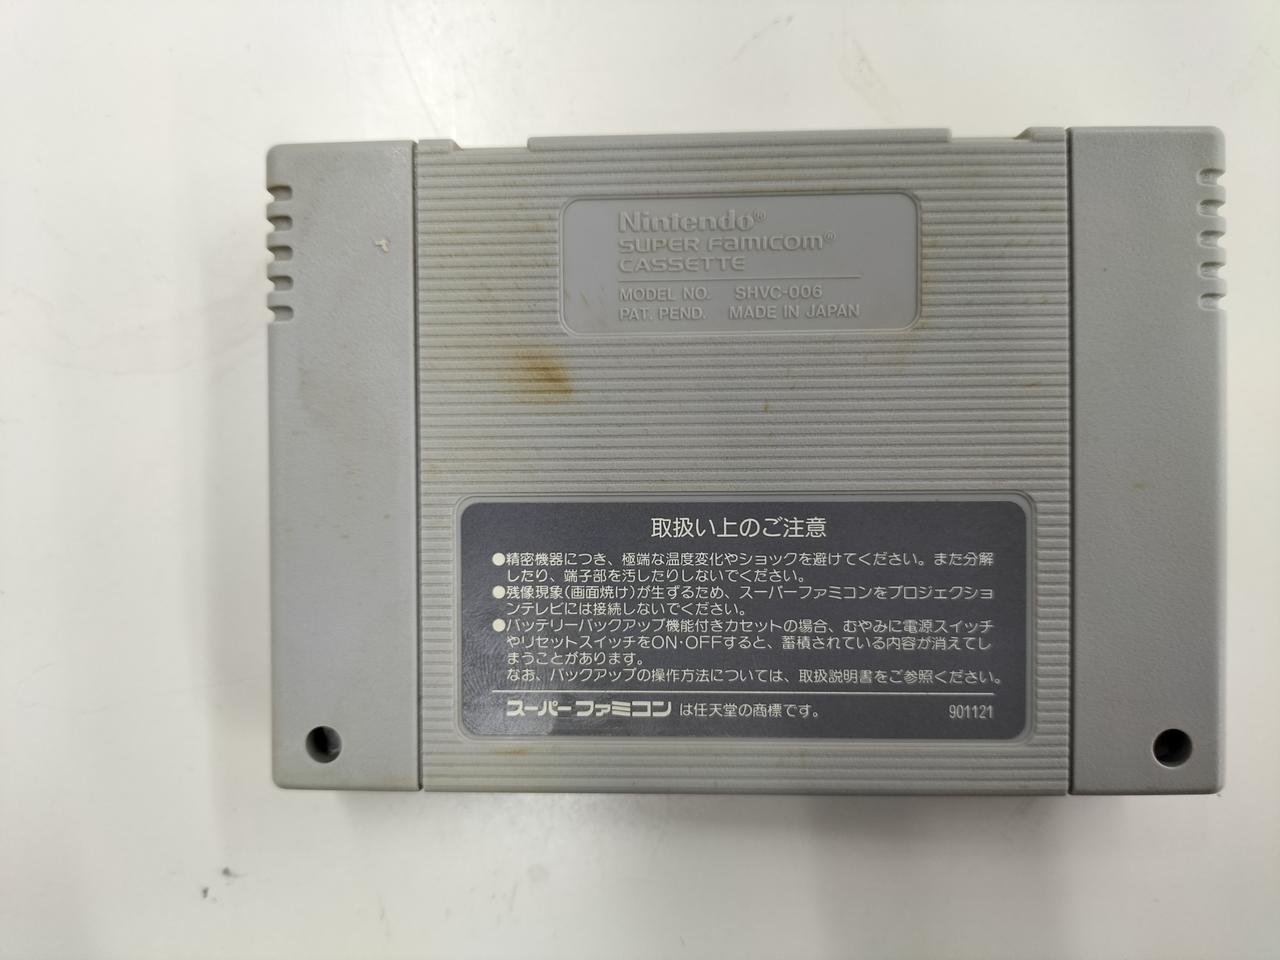 Nintendo®
SUPER FAMICOM®
CASSETTE
MODEL NO. SHVC-006
PAT. PEND. MADE IN JAPAN
取扱い上のご注意
●精密機器につき、極端な温度変化やショックを避けてください。また分解
したり、端子部を汚したりしないでください。
●残像現象(画面焼け)が生ずるため、スーパーファミコンをプロジェクショ
ンテレビには接続しないでください。
●バッテリーバックアップ機能付きカセットの場合、むやみに電源スイッチ
やリセットスイッチをON・OFFすると、蓄積されている内容が消えてし
まうことがあります。
なお、バックアップの操作方法については、取扱説明書をご参照ください。
スーパーファミコン は任天堂の商標です。 901121